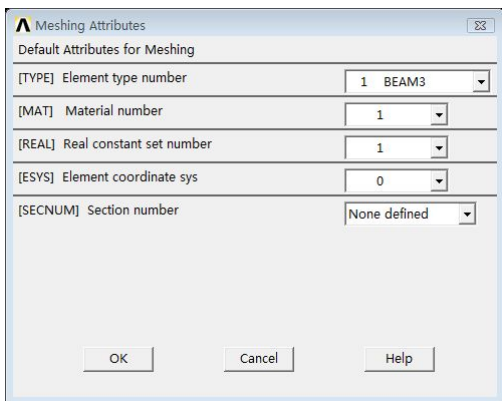 Meshing Attributes
Default Attributes for Meshing
[TYPE] Element type number 1 BEAM3
[MAT] Material number 1
[REAL] Real constant set number 1
[ESYS] Element coordinate sys 0
[SECNUM] Section number None defined
OK Cancel Help